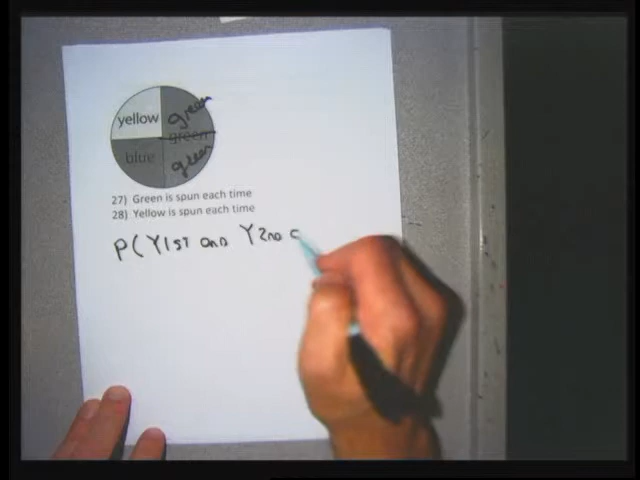 yellow
green
green
blue
green
27) Green is spun each time
28) Yellow is spun each time
P(Y1ST and Y2ND